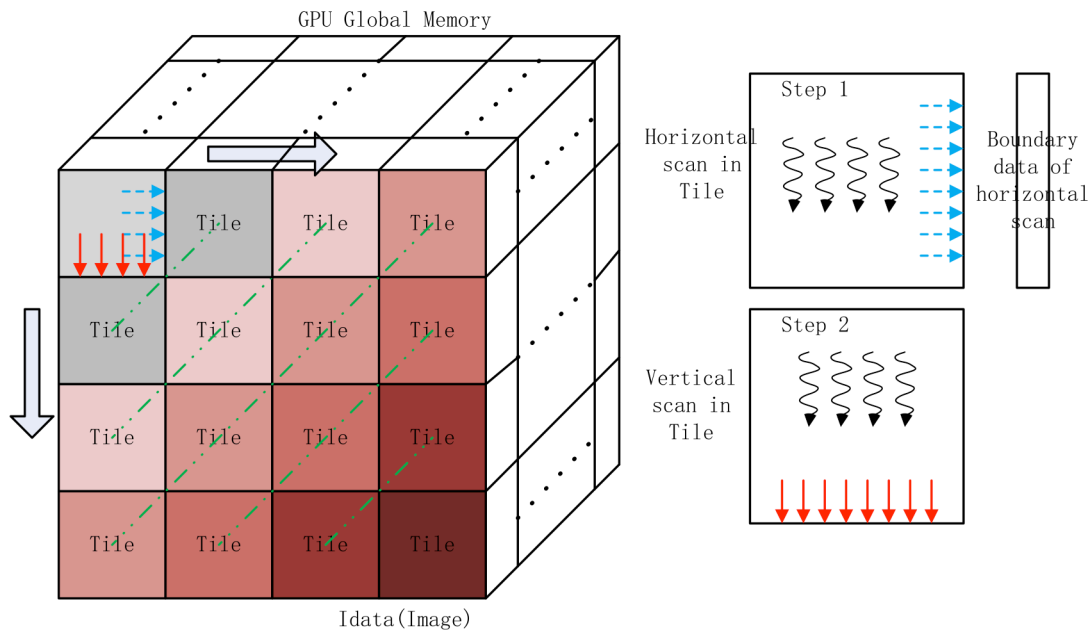 GPU Global Memory
Tile Tile Tile
Tile Tile Tile Tile
Tile Tile Tile Tile
Tile Tile Tile Tile
Idata(Image)
Step 1
Horizontal
scan in
Tile
Boundary
data of
horizontal
scan
Step 2
Vertical
scan in
Tile